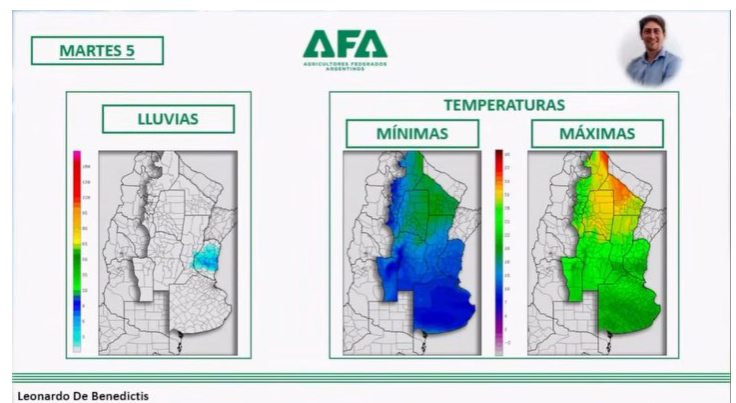 MARTES 5
AFA
AGRICULTORES FEDERADOS
ARGENTINOS
LLUVIAS
TEMPERATURAS
MÍNIMAS
MÁXIMAS
Leonardo De Benedictis